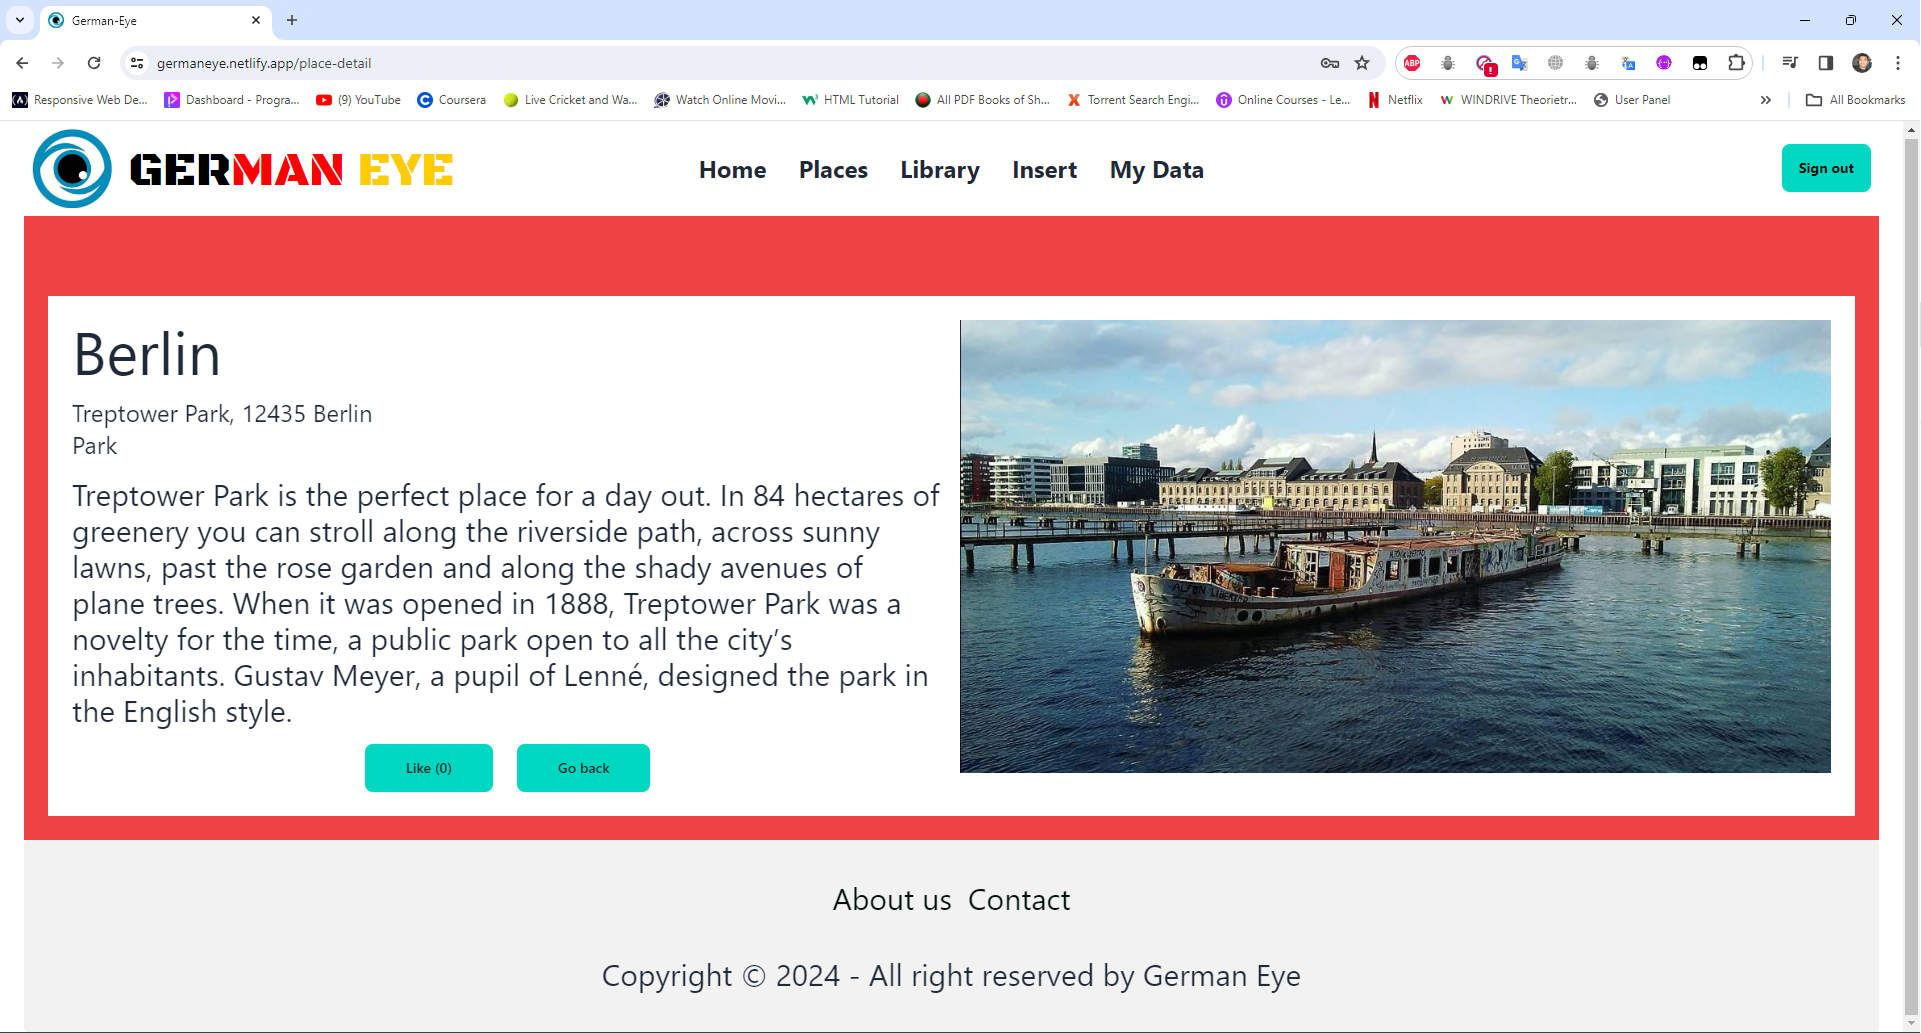 German-Eye
germaneye.netlify.app/place-detail
ABP
Responsive Web De...
Dashboard - Progra...
(9) YouTube
Coursera
Live Cricket and Wa...
Watch Online Movi...
HTML Tutorial
All PDF Books of Sh...
Torrent Search Engi...
Online Courses - Le...
Netflix
WINDRIVE Theorietr...
User Panel
All Bookmarks
GERMAN EYE
Home
Places
Library
Insert
My Data
Sign out
Berlin
Treptower Park, 12435 Berlin
Park
Treptower Park is the perfect place for a day out. In 84 hectares of
greenery you can stroll along the riverside path, across sunny
lawns, past the rose garden and along the shady avenues of
plane trees. When it was opened in 1888, Treptower Park was a
novelty for the time, a public park open to all the city’s
inhabitants. Gustav Meyer, a pupil of Lenné, designed the park in
the English style.
Like (0)
Go back
About us Contact
Copyright © 2024 - All right reserved by German Eye